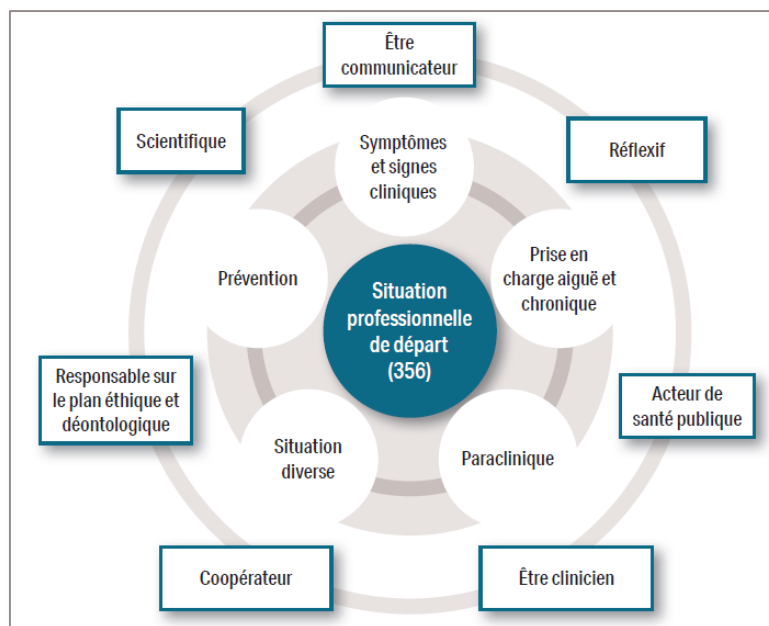 Être
communicateur
Scientifique
Réflexif
Symptômes
et signes
cliniques
Prévention
Prise en
charge aiguë et
chronique
Situation
professionnelle
de départ
(356)
Responsable sur
le plan éthique et
déontologique
Acteur de
santé publique
Situation
diverse
Paraclinique
Coopérateur
Être clinicien